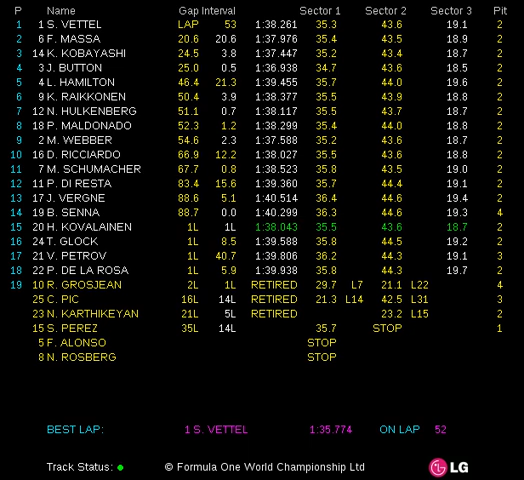 P Name Gap Interval Sector 1 Sector 2 Sector 3 Pit
1 1 S. VETTEL LAP 53 1:38.261 35.3 43.6 19.1 2
2 6 F. MASSA 20.6 20.6 1:37.976 35.4 43.5 18.9 2
3 14 K. KOBAYASHI 24.5 3.8 1:37.447 35.2 43.4 18.7 2
4 3 J. BUTTON 25.0 0.5 1:36.938 34.7 43.6 18.5 2
5 4 L. HAMILTON 46.4 21.3 1:39.455 35.7 44.0 19.6 2
6 9 K. RAIKKONEN 50.4 3.9 1:38.377 35.5 43.9 18.8 2
7 12 N. HULKENBERG 51.1 0.7 1:38.117 35.5 43.7 18.7 2
8 18 P. MALDONADO 52.3 1.2 1:38.299 35.4 44.0 18.8 2
9 2 M. WEBBER 54.6 2.3 1:37.588 35.2 43.6 18.7 2
10 16 D. RICCIARDO 66.9 12.2 1:38.027 35.5 43.6 18.8 2
11 7 M. SCHUMACHER 67.7 0.8 1:38.523 35.8 43.5 19.0 2
12 11 P. DI RESTA 83.4 15.6 1:39.360 35.7 44.4 19.1 2
13 17 J. VERGNE 88.6 5.1 1:40.514 36.4 44.6 19.4 2
14 19 B. SENNA 88.7 0.0 1:40.299 36.3 44.6 19.3 4
15 20 H. KOVALAINEN 1L 1L 1:38.043 35.5 43.6 18.7 2
16 24 T. GLOCK 1L 8.5 1:39.588 35.8 44.5 19.2 2
17 21 V. PETROV 1L 40.7 1:39.806 36.2 44.3 19.1 3
18 22 P. DE LA ROSA 1L 5.9 1:39.938 35.8 44.3 19.7 2
19 10 R. GROSJEAN 2L 1L RETIRED 29.7 L7 21.1 L22 4
25 C. PIC 16L 14L RETIRED 21.3 L14 42.5 L31 3
23 N. KARTHIKEYAN 21L 5L RETIRED 23.2 L15 2
15 S. PEREZ 35L 14L 35.7 STOP 1
5 F. ALONSO STOP
8 N. ROSBERG STOP
BEST LAP: 1 S. VETTEL 1:35.774 ON LAP 52
Track Status: © Formula One World Championship Ltd LG